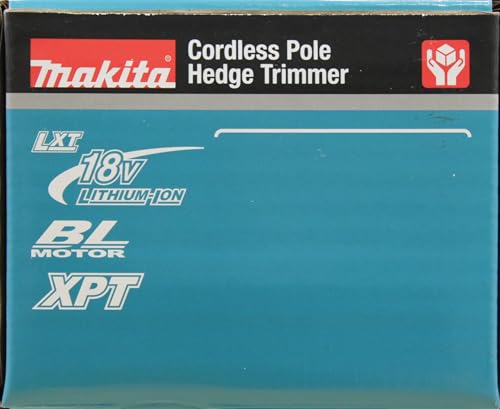 makita®
Cordless Pole
Hedge Trimmer
LXT
18V
LITHIUM-ION
BL
MOTOR
XPT